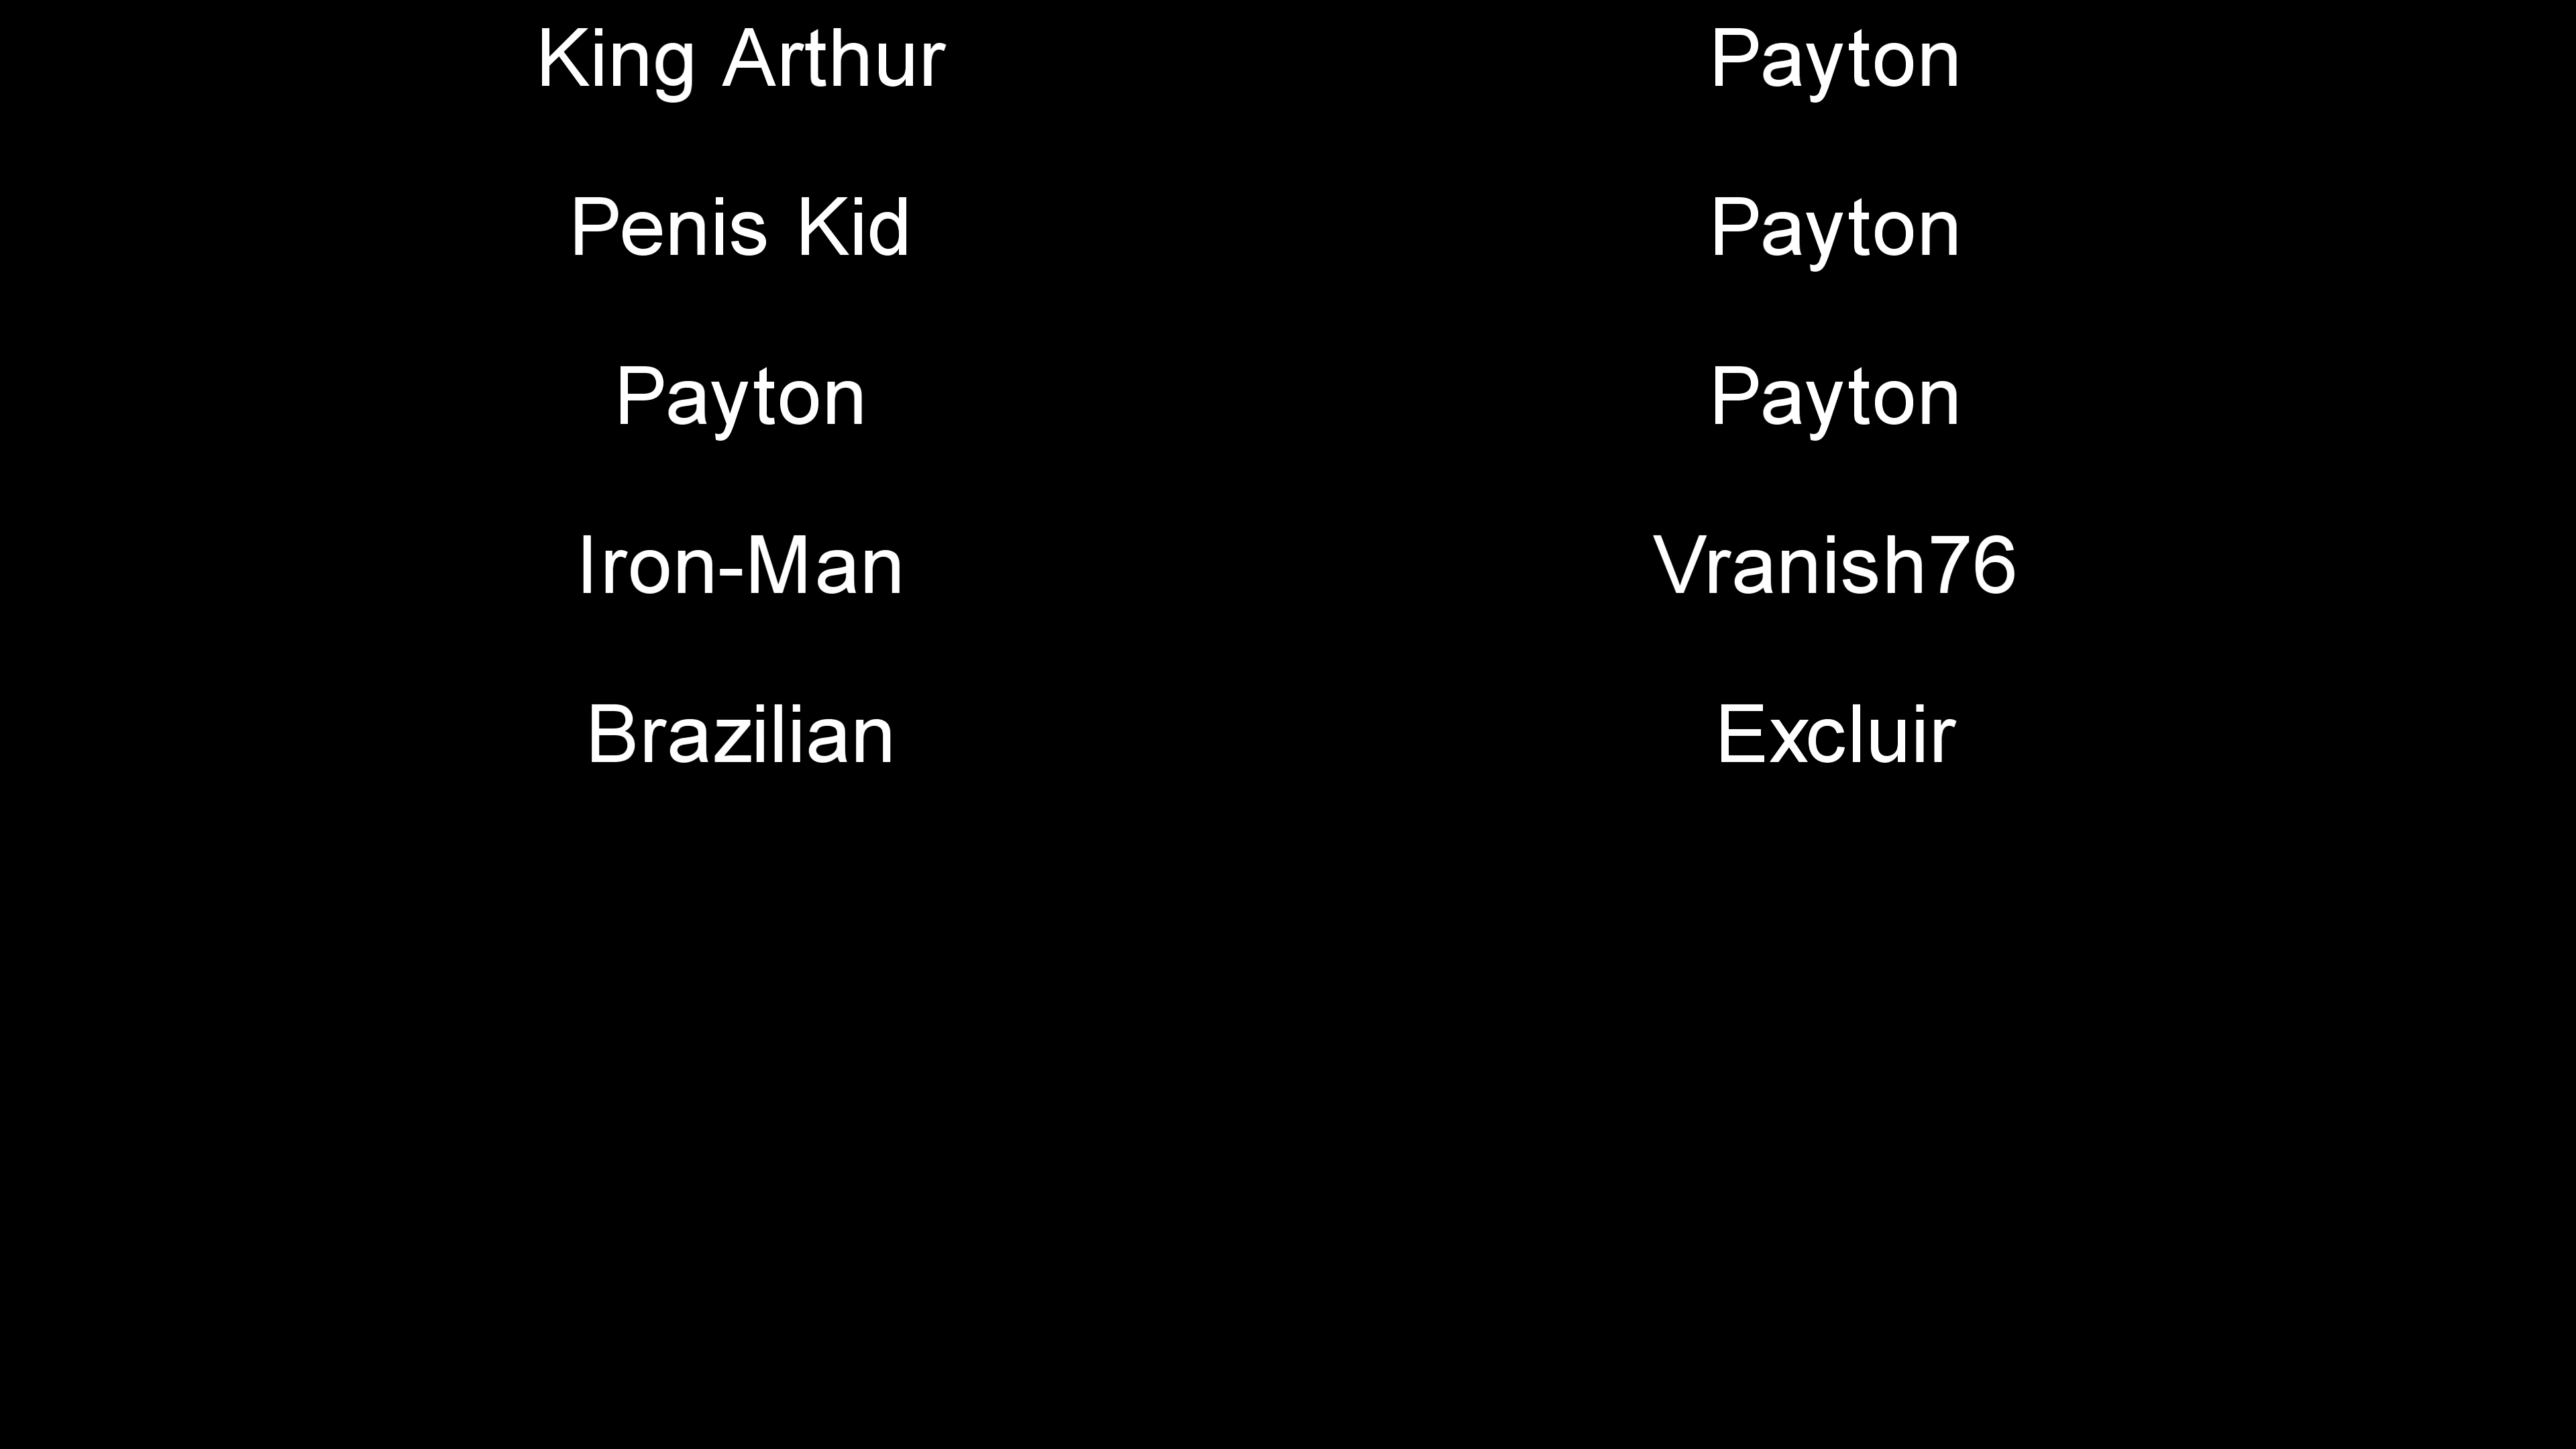 King Arthur Payton
Penis Kid Payton
Payton Payton
Iron-Man Vranish76
Brazilian Excluir